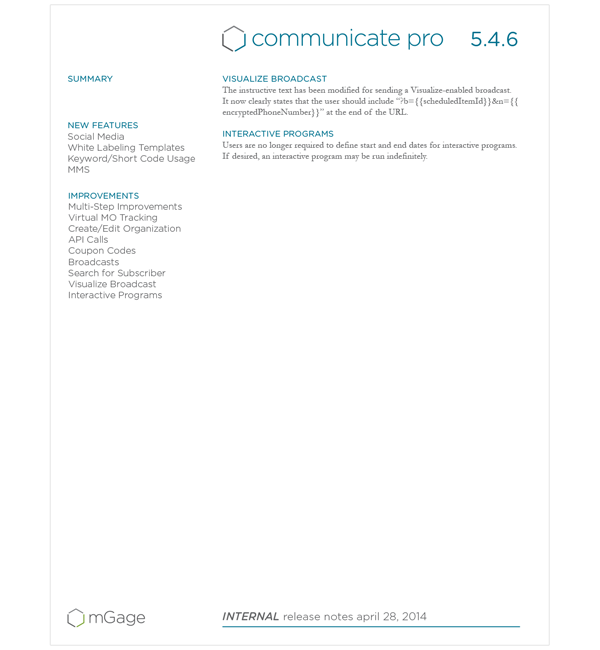 communicate pro 5.4.6
SUMMARY
NEW FEATURES
Social Media
White Labeling Templates
Keyword/Short Code Usage
MMS
IMPROVEMENTS
Multi-Step Improvements
Virtual MO Tracking
Create/Edit Organization
API Calls
Coupon Codes
Broadcasts
Search for Subscriber
Visualize Broadcast
Interactive Programs
VISUALIZE BROADCAST
The instructive text has been modified for sending a Visualize-enabled broadcast.
It now clearly states that the user should include “?b={{scheduledItemId}}&n={{
encryptedPhoneNumber}}” at the end of the URL.
INTERACTIVE PROGRAMS
Users are no longer required to define start and end dates for interactive programs.
If desired, an interactive program may be run indefinitely.
mGage
INTERNAL release notes april 28, 2014